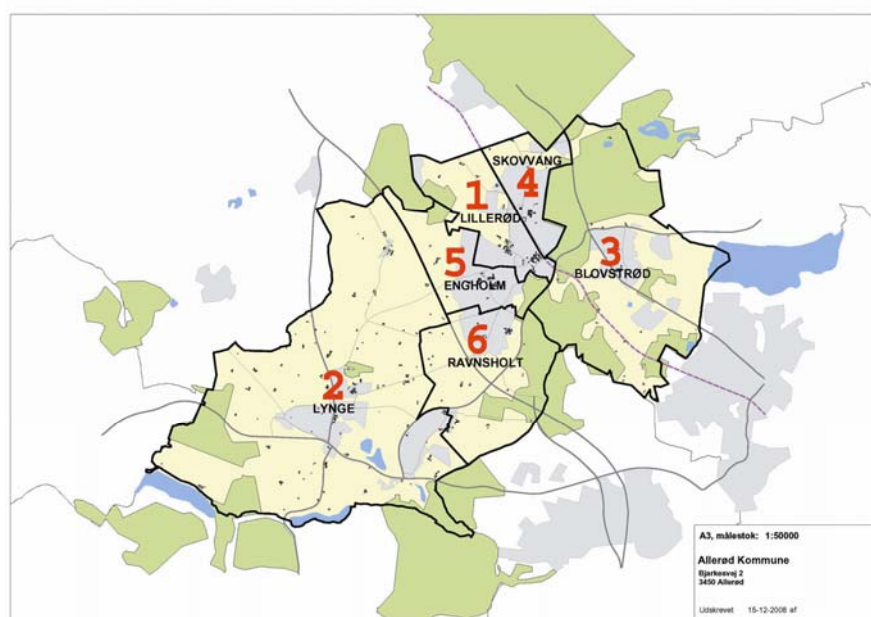 SKOVVANG
4
1
LILLERØD
3
BLOVSTRØD
5
ENGHOLM
6
RAVNSHOLT
2
LYNGE
A3, målestok: 1:50000
Allerød Kommune
Bjarkesvej 2
3450 Allerød
Udskrevet 15-12-2008 af